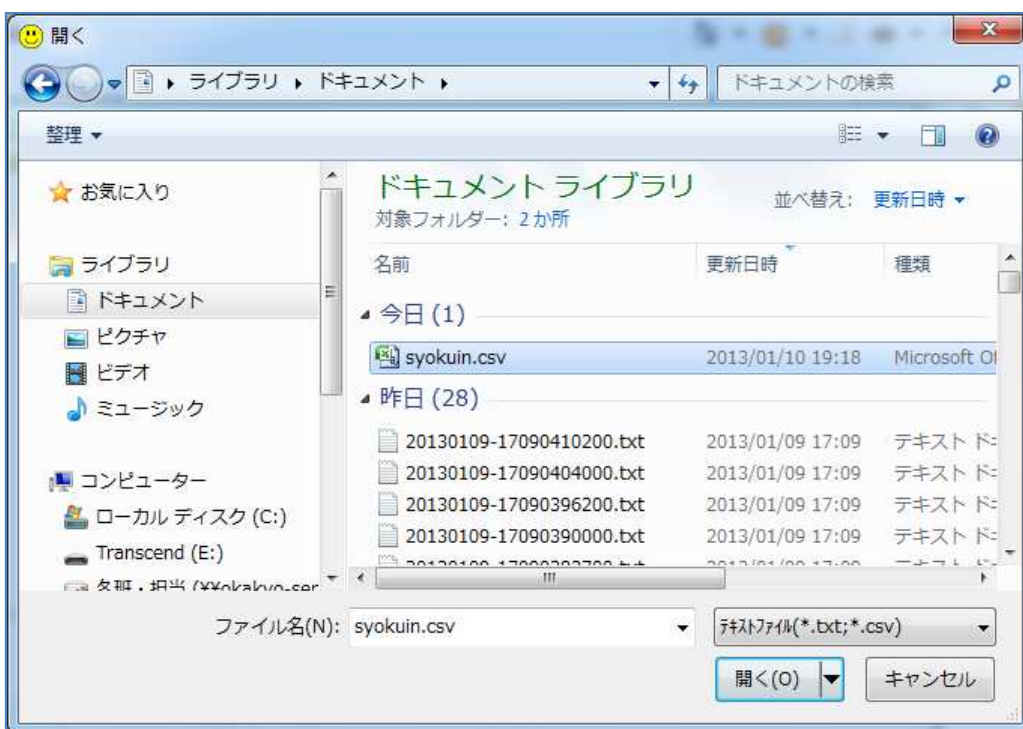 開く
ライブラリ ドキュメント
ドキュメントの検索
整理
お気に入り
ライブラリ
ドキュメント
ピクチャ
ビデオ
ミュージック
コンピューター
ローカル ディスク (C:)
Transcend (E:)
各班・担当 (¥¥okakyo-ser
ドキュメント ライブラリ
対象フォルダー: 2 か所
並べ替え: 更新日時
名前 更新日時 種類
今日 (1)
syokuin.csv 2013/01/10 19:18 Microsoft Of
昨日 (28)
20130109-17090410200.txt 2013/01/09 17:09 テキスト ドキ
20130109-17090404000.txt 2013/01/09 17:09 テキスト ドキ
20130109-17090396200.txt 2013/01/09 17:09 テキスト ドキ
20130109-17090390000.txt 2013/01/09 17:09 テキスト ドキ
ファイル名(N): syokuin.csv
ﾃｷｽﾄﾌｧｲﾙ(*.txt;*.csv)
開く(O) キャンセル